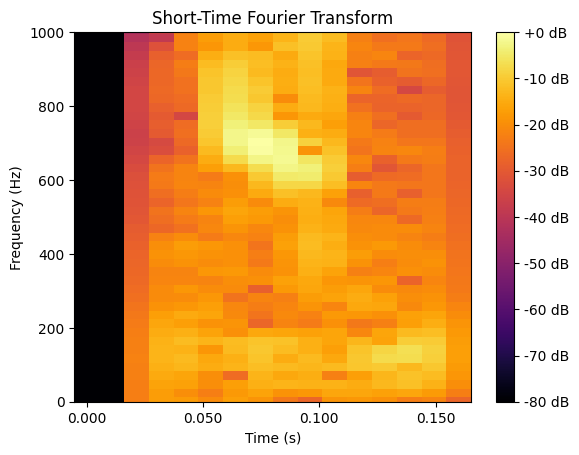 Short-Time Fourier Transform
1000
800
600
400
200
0
Frequency (Hz)
0.000
0.050
0.100
0.150
Time (s)
+0 dB
-10 dB
-20 dB
-30 dB
-40 dB
-50 dB
-60 dB
-70 dB
-80 dB